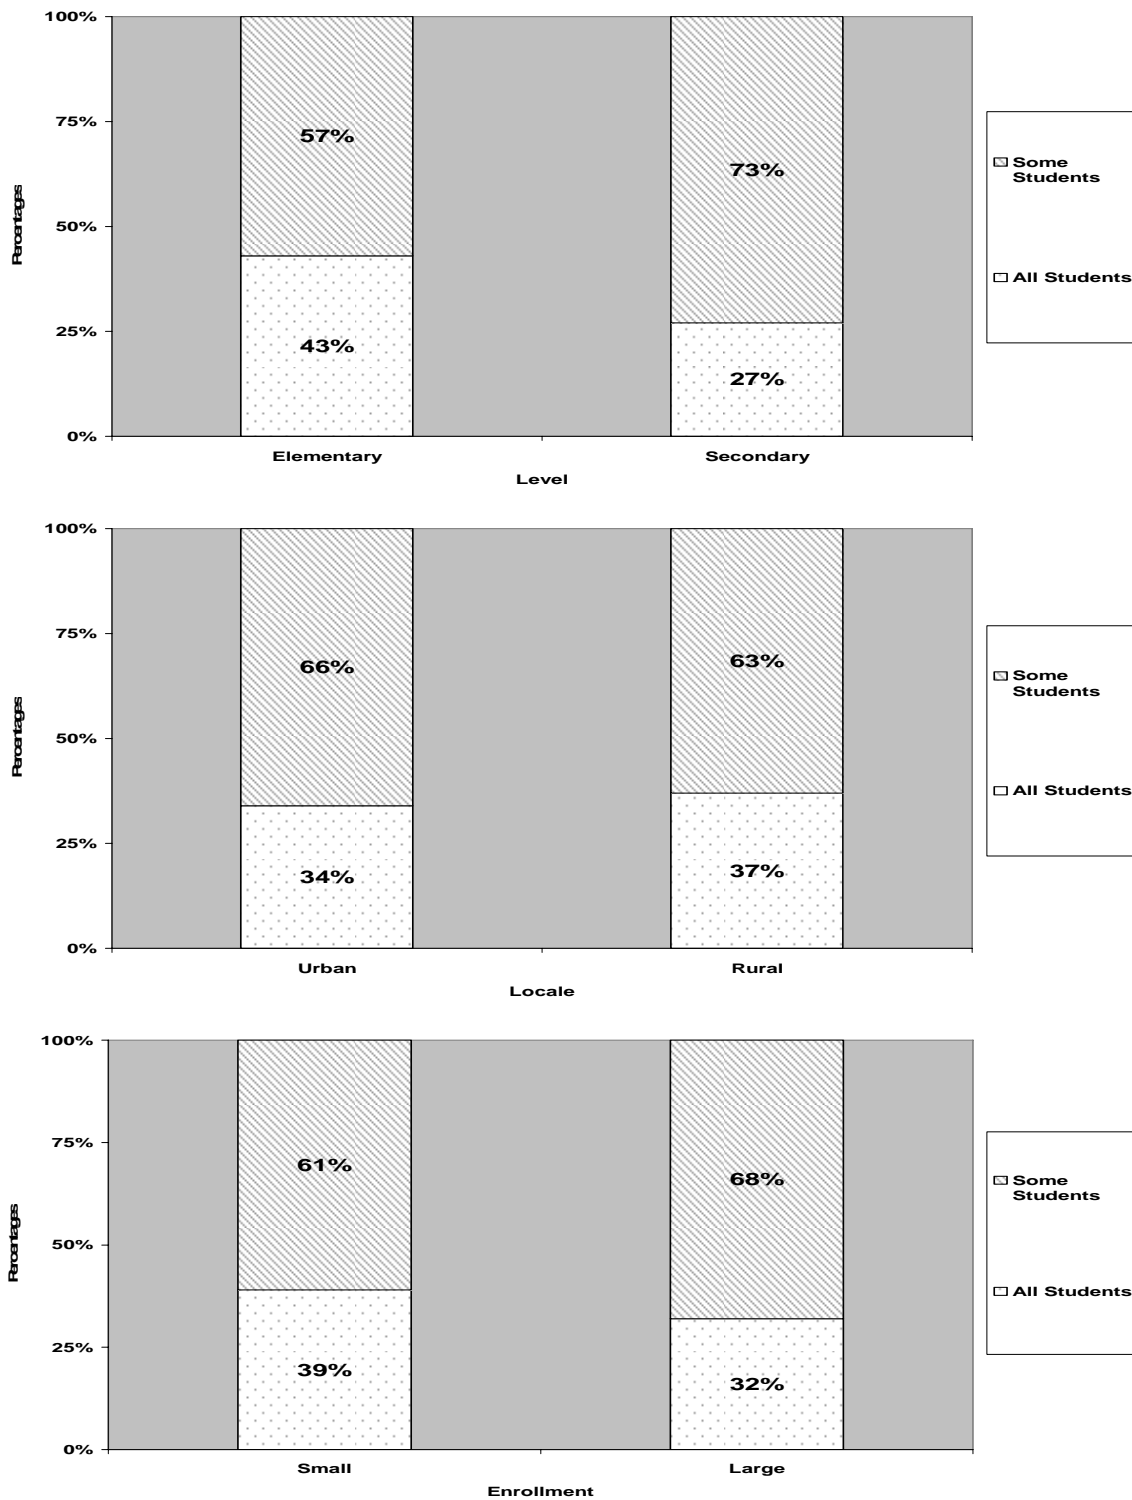 100%
75%
50%
25%
0%
Percentages
57%
43%
73%
27%
Elementary
Secondary
Level
Some
Students
All Students
100%
75%
50%
25%
0%
Percentages
66%
34%
63%
37%
Urban
Rural
Locale
Some
Students
All Students
100%
75%
50%
25%
0%
Percentages
61%
39%
68%
32%
Small
Large
Enrollment
Some
Students
All Students